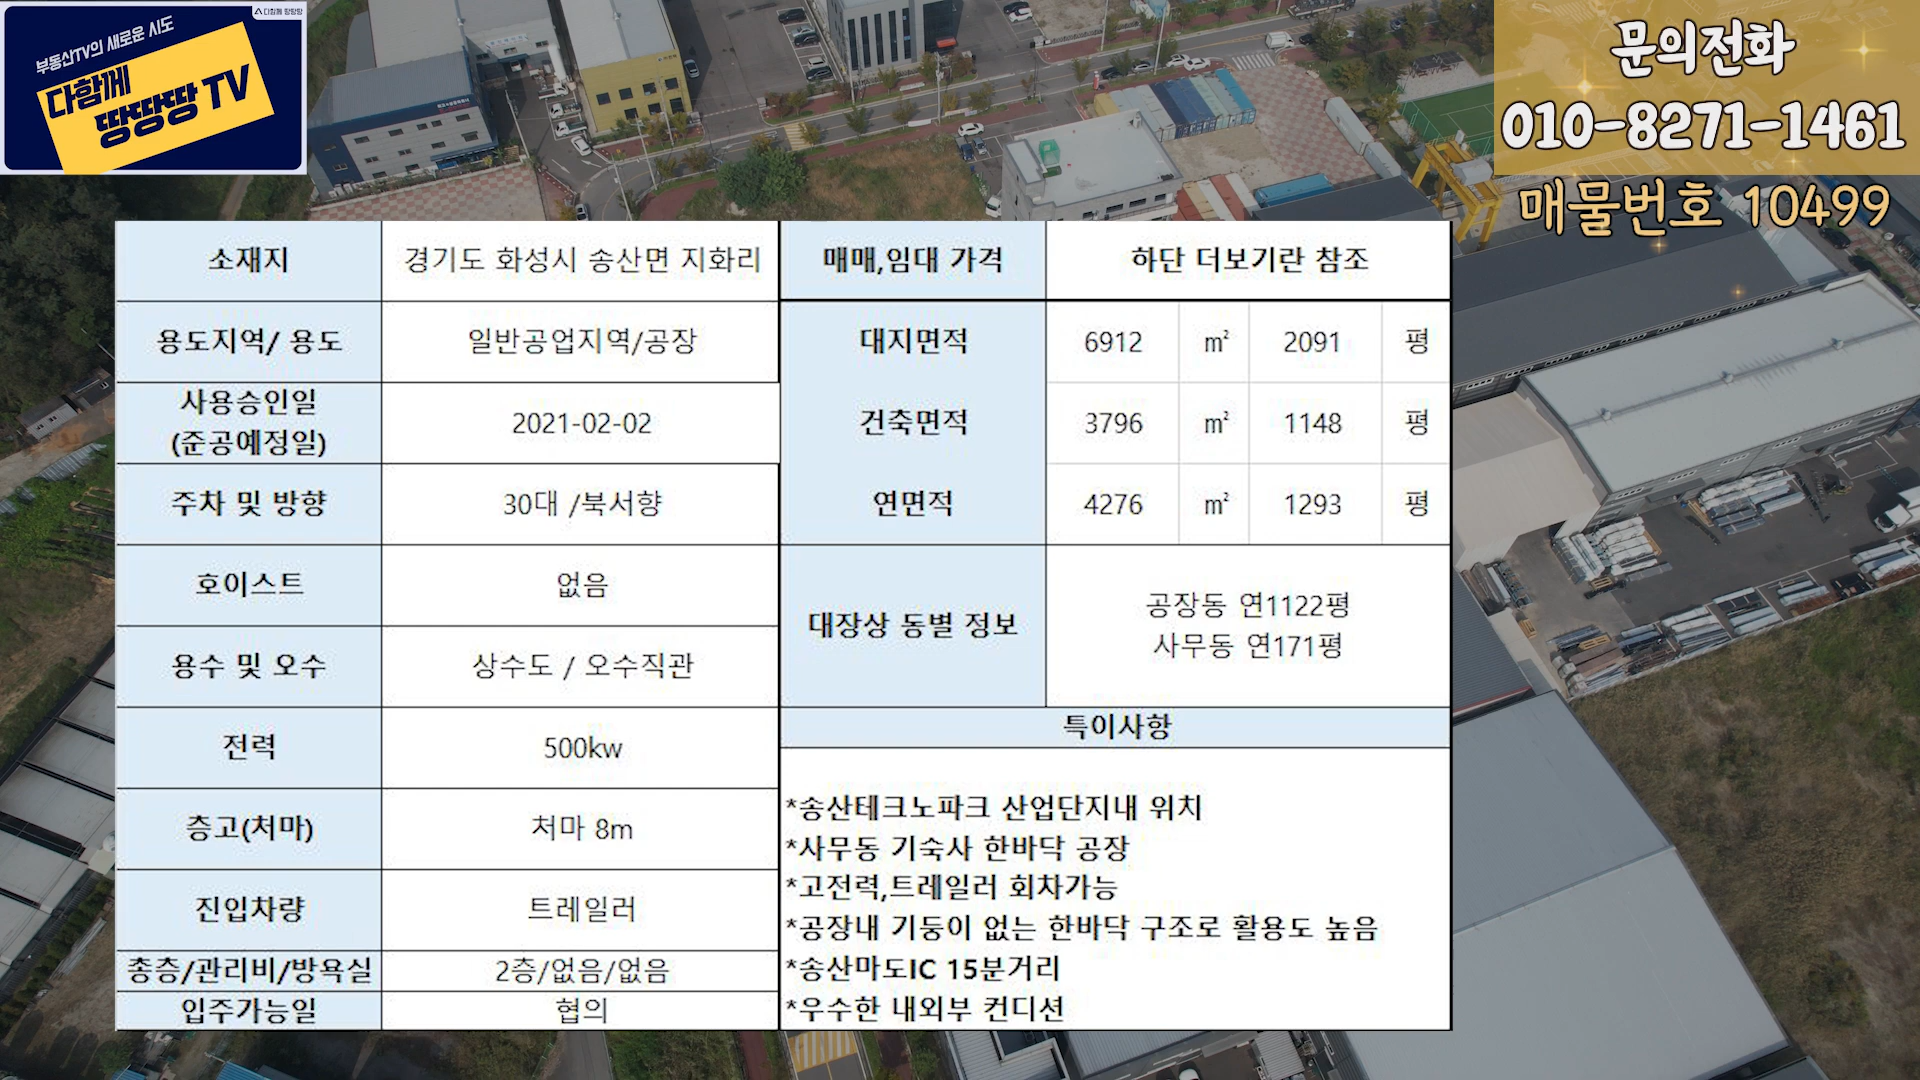 부동산TV의 새로운 시도
다함께
땅땅땅 TV
다함께 땅땅땅
문의전화
010-8271-1461
매물번호 10499
소재지 경기도 화성시 송산면 지화리
용도지역/ 용도 일반공업지역/공장
사용승인일
(준공예정일) 2021-02-02
주차 및 방향 30대 /북서향
호이스트 없음
용수 및 오수 상수도 / 오수직관
전력 500kw
층고(처마) 처마 8m
진입차량 트레일러
총층/관리비/방욕실 2층/없음/없음
입주가능일 협의
매매,임대 가격 하단 더보기란 참조
대지면적 6912 m² 2091 평
건축면적 3796 m² 1148 평
연면적 4276 m² 1293 평
대장상 동별 정보 공장동 연1122평
사무동 연171평
특이사항
*송산테크노파크 산업단지내 위치
*사무동 기숙사 한바닥 공장
*고전력,트레일러 회차가능
*공장내 기둥이 없는 한바닥 구조로 활용도 높음
*송산마도IC 15분거리
*우수한 내외부 컨디션